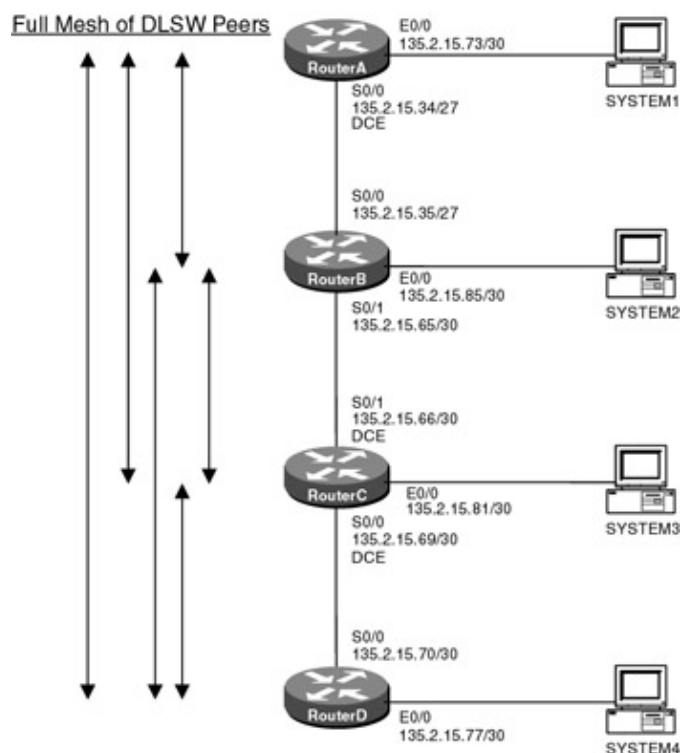 Full Mesh of DLSW Peers
E0/0
135.2.15.73/30
RouterA
SYSTEM1
S0/0
135.2.15.34/27
DCE
S0/0
135.2.15.35/27
RouterB
E0/0
135.2.15.85/30
SYSTEM2
S0/1
135.2.15.65/30
S0/1
135.2.15.66/30
DCE
RouterC
E0/0
135.2.15.81/30
SYSTEM3
S0/0
135.2.15.69/30
DCE
S0/0
135.2.15.70/30
RouterD
E0/0
135.2.15.77/30
SYSTEM4